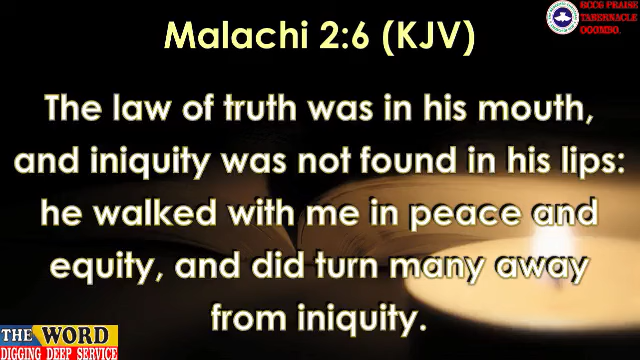 Malachi 2:6 (KJV)
RCCG PRAISE
TABERNACLE
OGOMBO.
The law of truth was in his mouth,
and iniquity was not found in his lips:
he walked with me in peace and
equity, and did turn many away
from iniquity.
THE WORD
DIGGING DEEP SERVICE